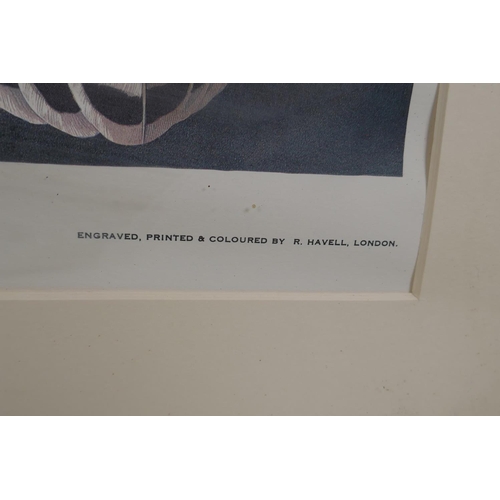 ENGRAVED, PRINTED & COLOURED BY R. HAVELL, LONDON.